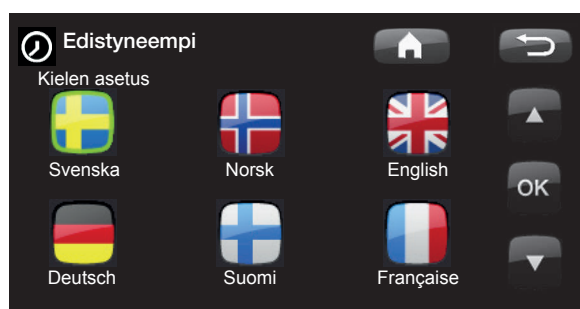 Edistyneempi
Kielen asetus
Svenska Norsk English
OK
Deutsch Suomi Française